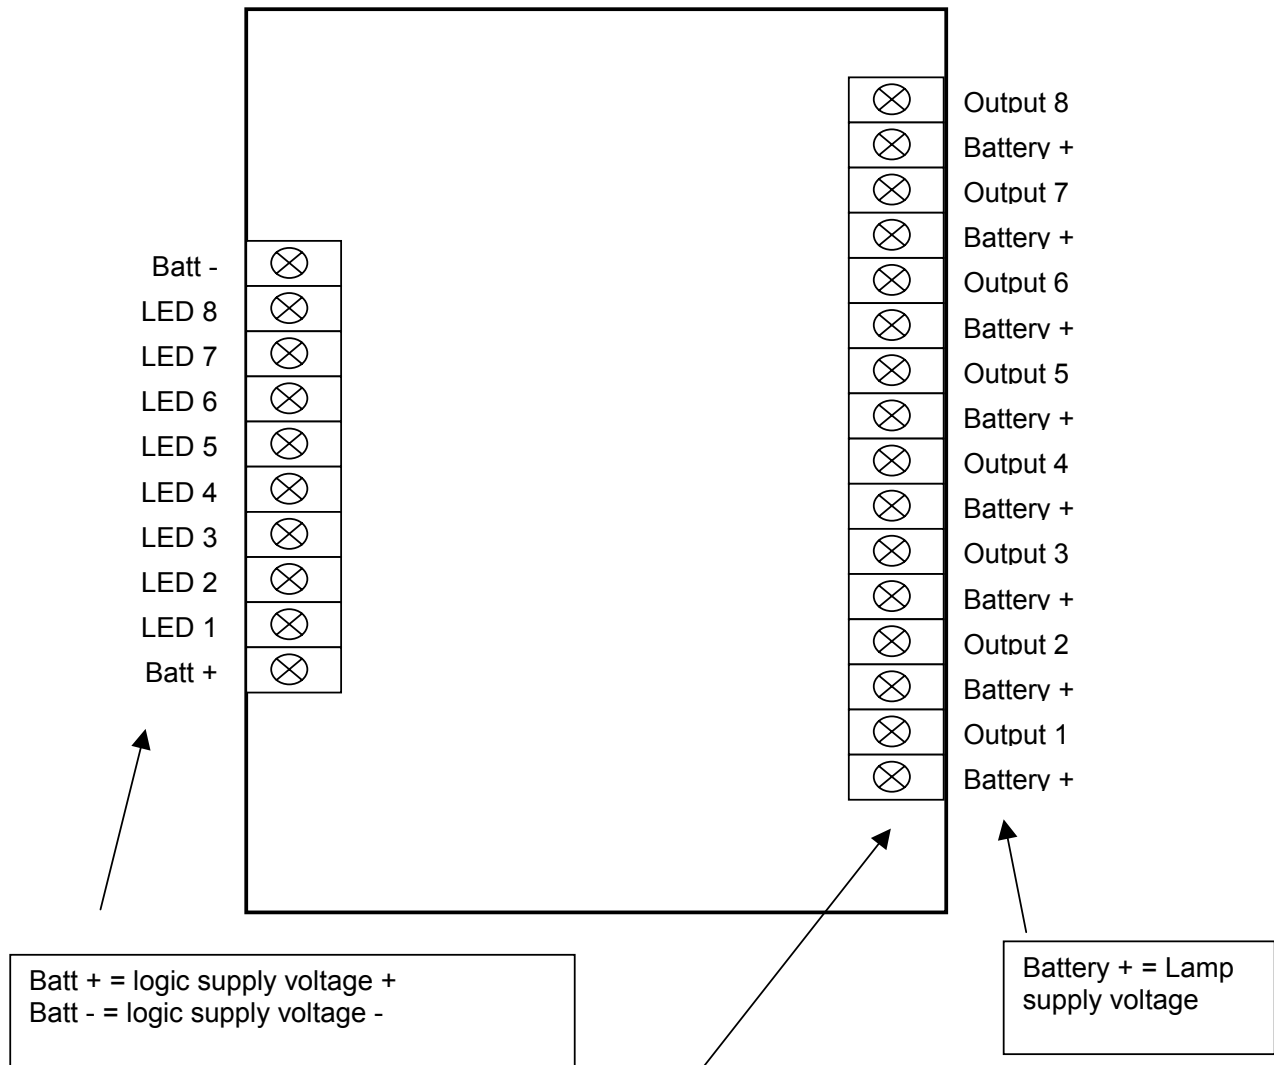 Output 8
Battery +
Output 7
Battery +
Output 6
Battery +
Output 5
Battery +
Output 4
Battery +
Output 3
Battery +
Output 2
Battery +
Output 1
Battery +
Batt -
LED 8
LED 7
LED 6
LED 5
LED 4
LED 3
LED 2
LED 1
Batt +
Batt + = logic supply voltage +
Batt - = logic supply voltage -
Battery + = Lamp
supply voltage